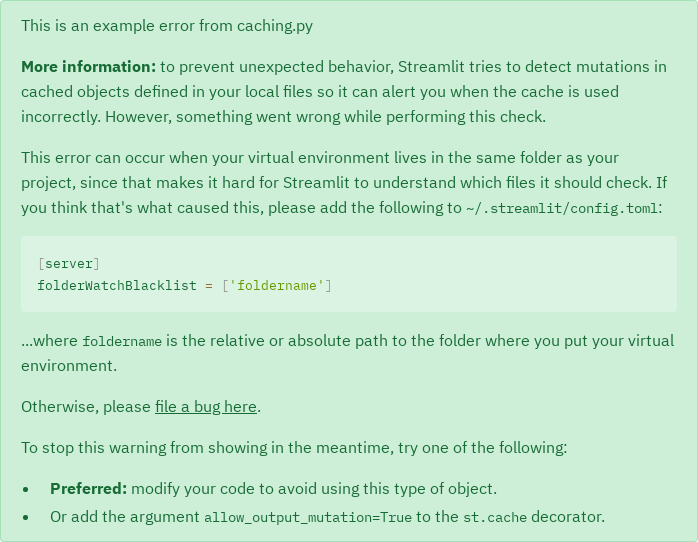 This is an example error from caching.py
More information: to prevent unexpected behavior, Streamlit tries to detect mutations in
cached objects defined in your local files so it can alert you when the cache is used
incorrectly. However, something went wrong while performing this check.
This error can occur when your virtual environment lives in the same folder as your
project, since that makes it hard for Streamlit to understand which files it should check. If
you think that's what caused this, please add the following to ~/.streamlit/config.toml:
[server]
folderWatchBlacklist = ['foldername']
...where foldername is the relative or absolute path to the folder where you put your virtual
environment.
Otherwise, please file a bug here.
To stop this warning from showing in the meantime, try one of the following:
• Preferred: modify your code to avoid using this type of object.
• Or add the argument allow_output_mutation=True to the st.cache decorator.